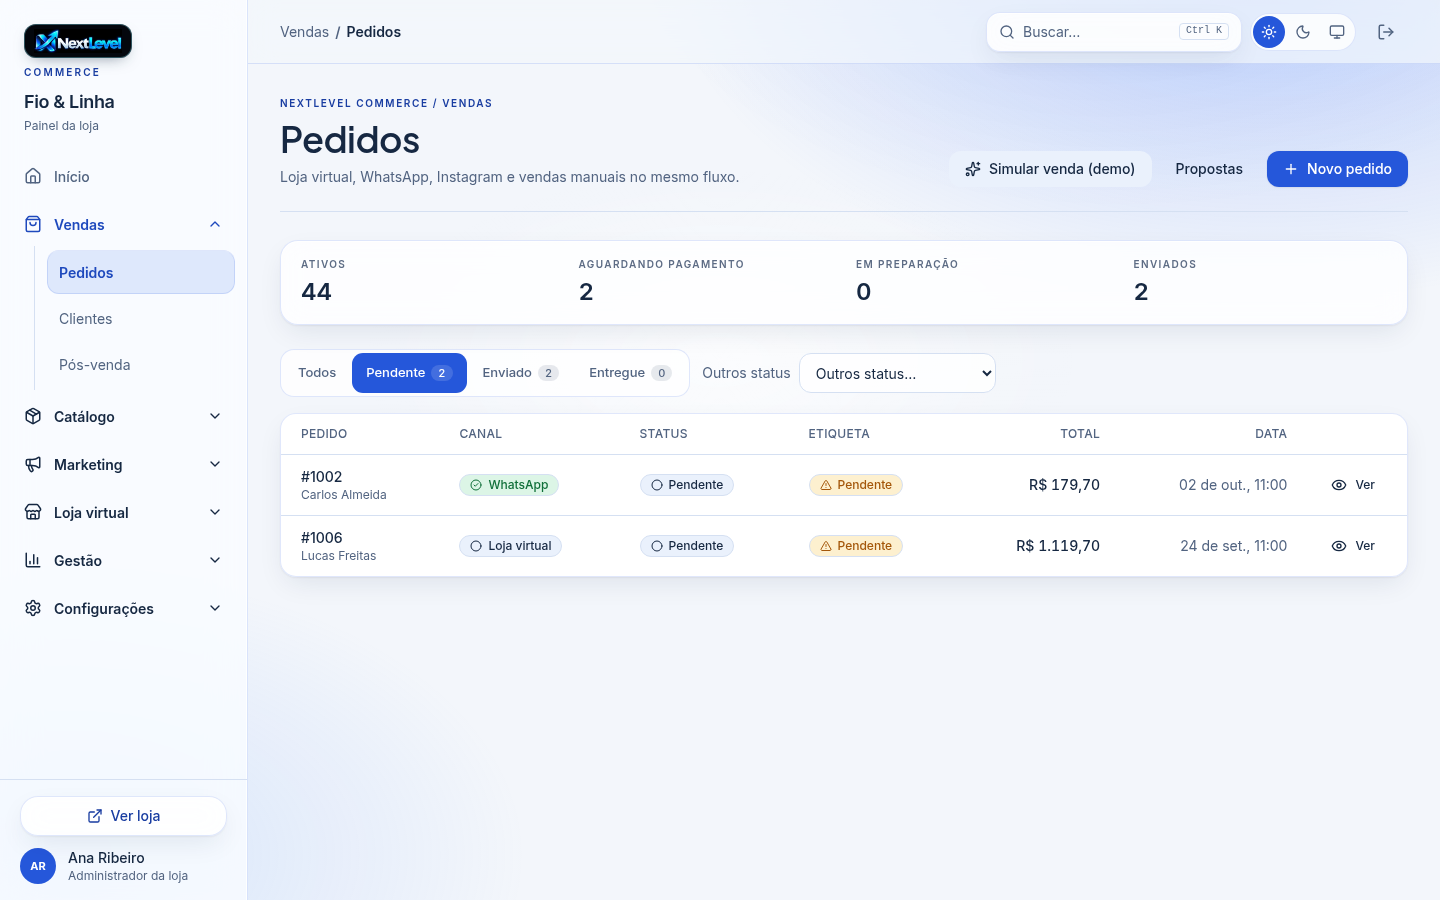 NextLevel
COMMERCE
Fio & Linha
Painel da loja
Início
Vendas
Pedidos
Clientes
Pós-venda
Catálogo
Marketing
Loja virtual
Gestão
Configurações
Ver loja
AR
Ana Ribeiro
Administrador da loja
Vendas / Pedidos
Buscar... Ctrl K
NEXTLEVEL COMMERCE / VENDAS
Pedidos
Loja virtual, WhatsApp, Instagram e vendas manuais no mesmo fluxo.
Simular venda (demo) Propostas Novo pedido
ATIVOS AGUARDANDO PAGAMENTO EM PREPARAÇÃO ENVIADOS
44 2 0 2
Todos Pendente 2 Enviado 2 Entregue 0 Outros status Outros status...
PEDIDO CANAL STATUS ETIQUETA TOTAL DATA
#1002 WhatsApp Pendente Pendente R$ 179,70 02 de out., 11:00 Ver
Carlos Almeida
#1006 Loja virtual Pendente Pendente R$ 1.119,70 24 de set., 11:00 Ver
Lucas Freitas